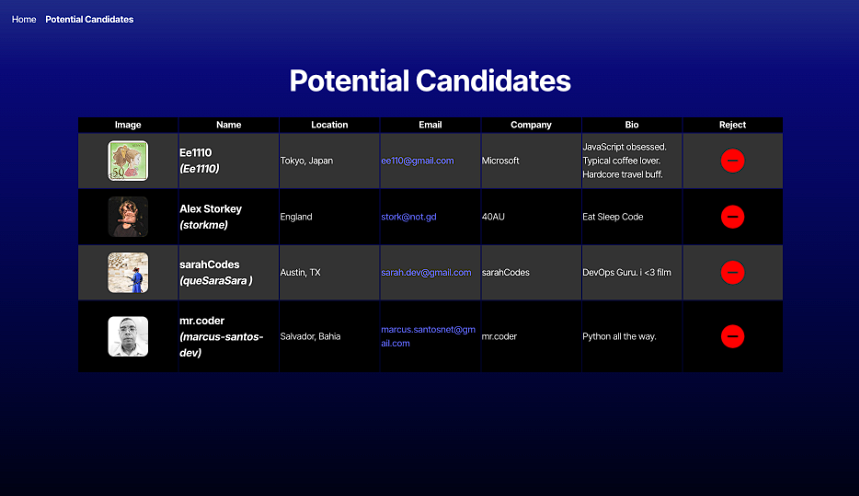 Home Potential Candidates
Potential Candidates
Image Name Location Email Company Bio Reject
Ee1110
(Ee1110)
Tokyo, Japan
ee110@gmail.com
Microsoft
JavaScript obsessed.
Typical coffee lover.
Hardcore travel buff.
Alex Storkey
(storkme)
England
stork@not.gd
40AU
Eat Sleep Code
sarahCodes
(queSaraSara )
Austin, TX
sarah.dev@gmail.com
sarahCodes
DevOps Guru. i <3 film
mr.coder
(marcus-santos-
dev)
Salvador, Bahia
marcus.santosnet@gm
ail.com
mr.coder
Python all the way.